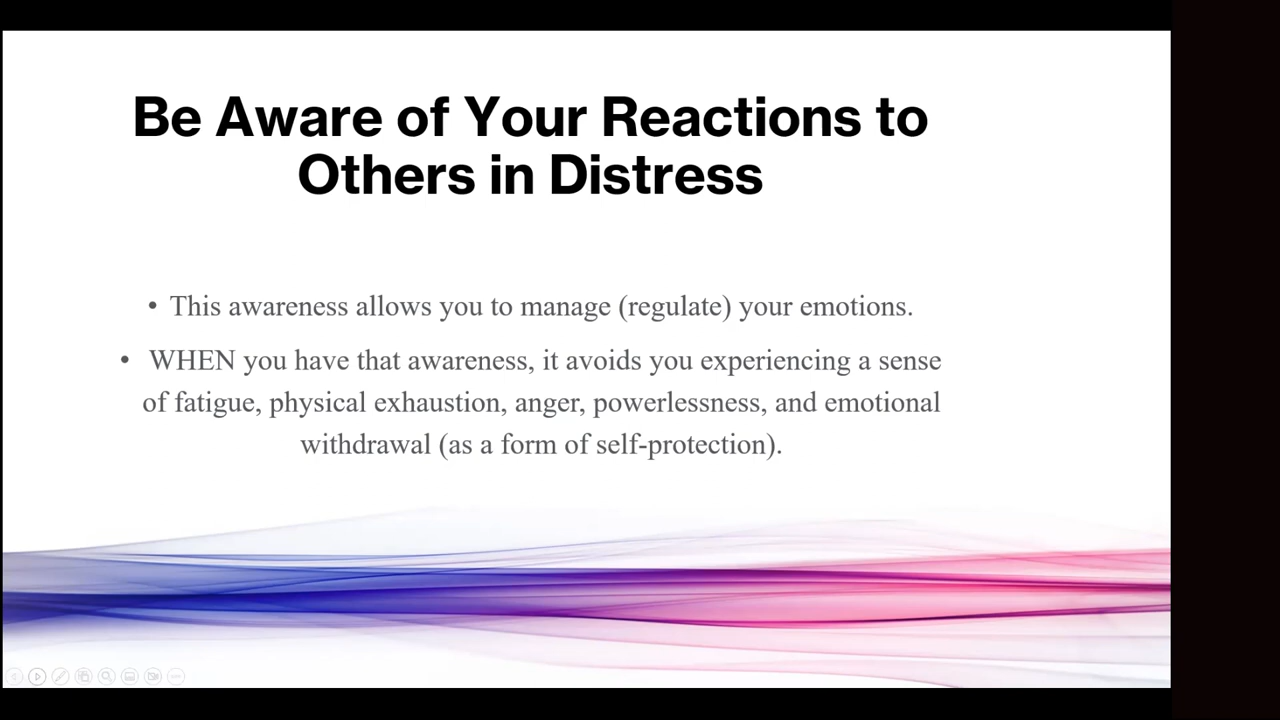 Be Aware of Your Reactions to
Others in Distress
• This awareness allows you to manage (regulate) your emotions.
• WHEN you have that awareness, it avoids you experiencing a sense
of fatigue, physical exhaustion, anger, powerlessness, and emotional
withdrawal (as a form of self-protection).